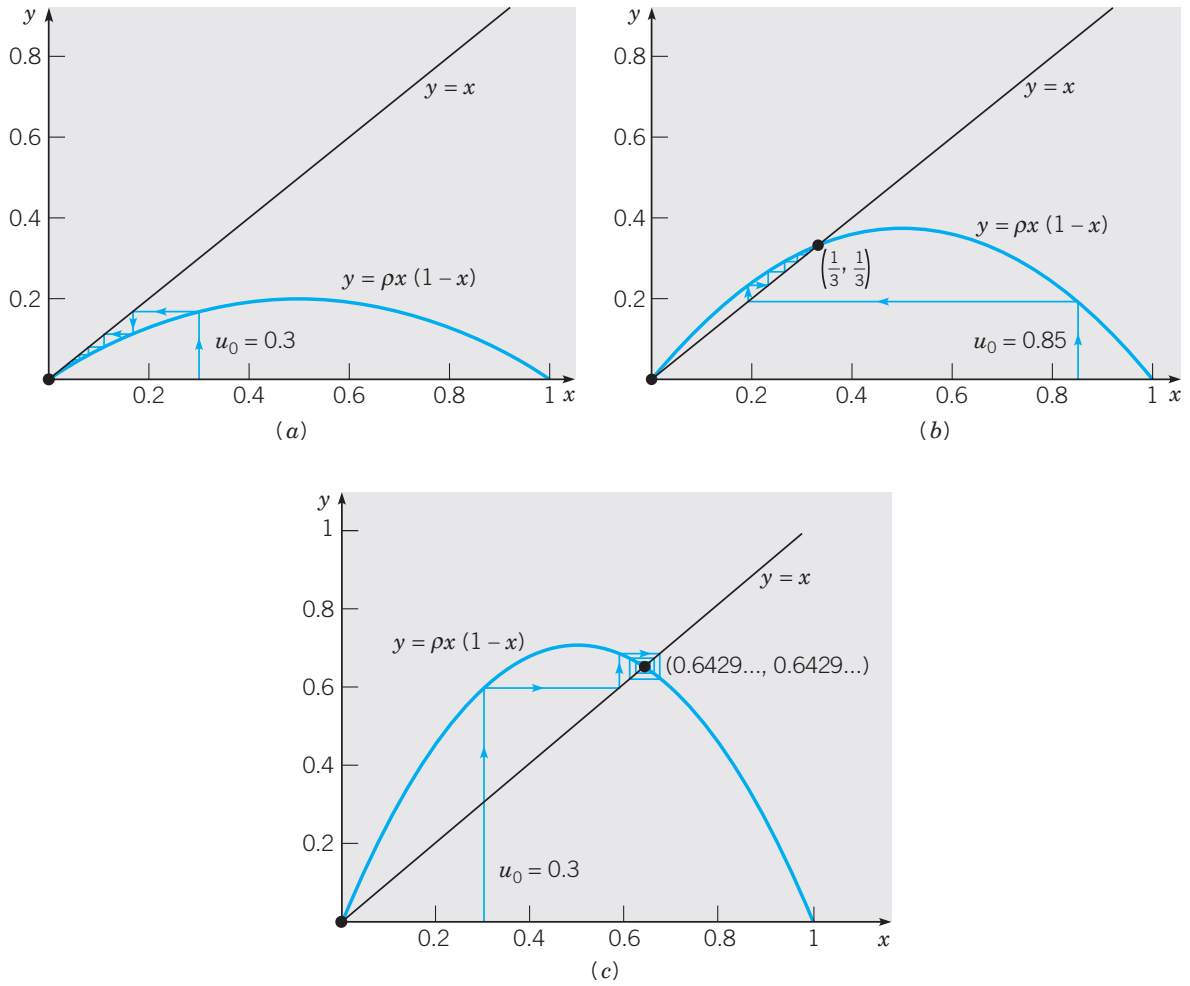 y
0.8
y = x
0.6
0.4
y = ρx (1 – x)
0.2
u₀ = 0.3
0.2 0.4 0.6 0.8 1 x
(a)
y
0.8
y = x
0.6
0.4
y = ρx (1 – x)
(1/3, 1/3)
0.2
u₀ = 0.85
0.2 0.4 0.6 0.8 1 x
(b)
y
1
y = x
0.8
y = ρx (1 – x)
(0.6429..., 0.6429...)
0.6
0.4
0.2
u₀ = 0.3
0.2 0.4 0.6 0.8 1 x
(c)